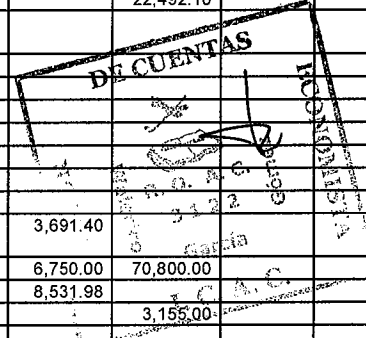 22,492.10
DE CUENTAS
ECONOMISTA
R. O. A. C.
3122
3,691.40
García
6,750.00 70,800.00
8,531.98
I. C. A. C.
3,155.00